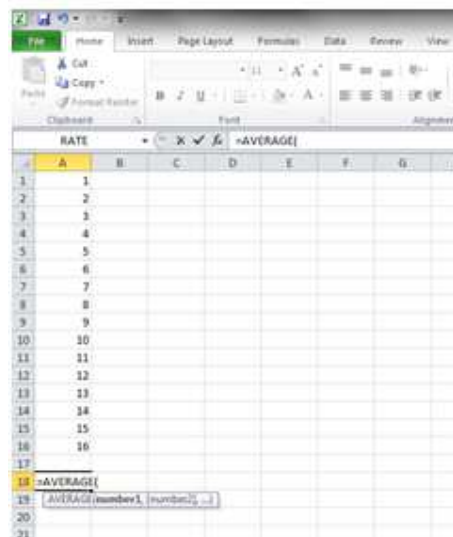 File Home Insert Page Layout Formulas Data Review View
Cut
Copy
Paste Format Painter
11 A A
B I U A
Clipboard Font Alignment
RATE fx =AVERAGE(
A B C D E F G
1 1
2 2
3 3
4 4
5 5
6 6
7 7
8 8
9 9
10 10
11 11
12 12
13 13
14 14
15 15
16 16
17
18 =AVERAGE(
19 AVERAGE(number1, [number2], ...)
20
21